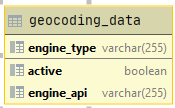 geocoding_data
engine_type varchar(255)
active boolean
engine_api varchar(255)